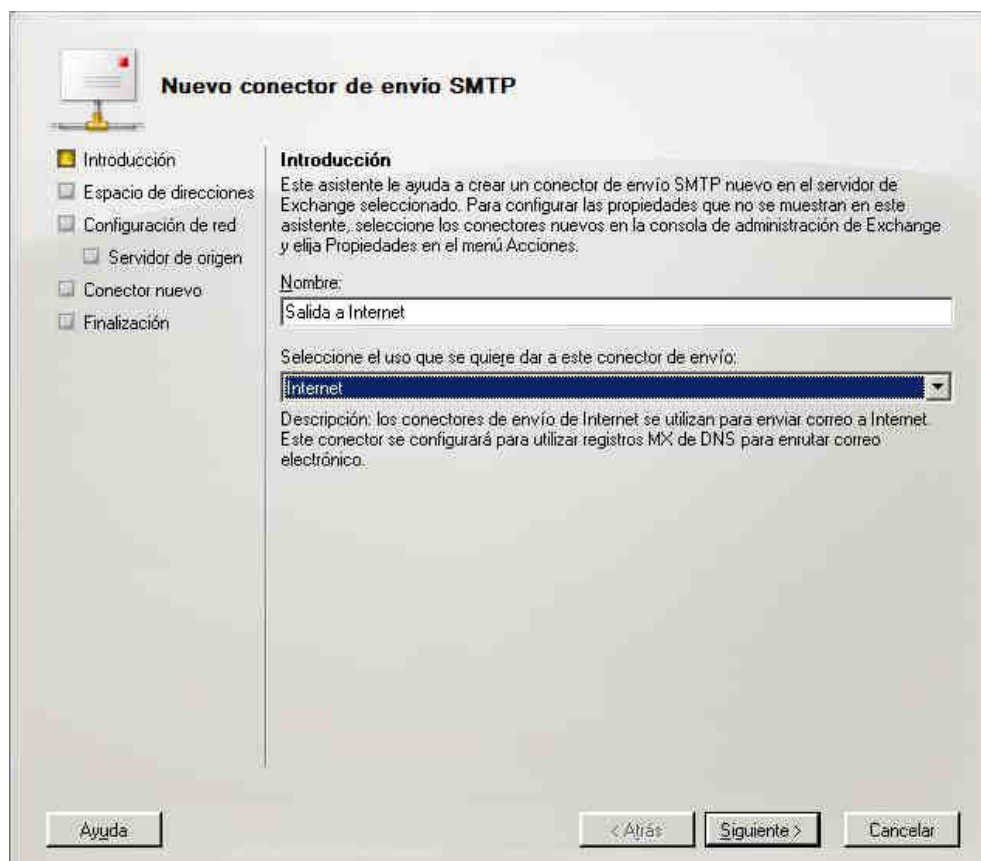 Nuevo conector de envío SMTP
Introducción
Espacio de direcciones
Configuración de red
Servidor de origen
Conector nuevo
Finalización
Introducción
Este asistente le ayuda a crear un conector de envío SMTP nuevo en el servidor de
Exchange seleccionado. Para configurar las propiedades que no se muestran en este
asistente, seleccione los conectores nuevos en la consola de administración de Exchange
y elija Propiedades en el menú Acciones.
Nombre:
Salida a Internet
Seleccione el uso que se quiere dar a este conector de envío:
Internet
Descripción: los conectores de envío de Internet se utilizan para enviar correo a Internet.
Este conector se configurará para utilizar registros MX de DNS para enrutar correo
electrónico.
Ayuda
< Atrás
Siguiente >
Cancelar